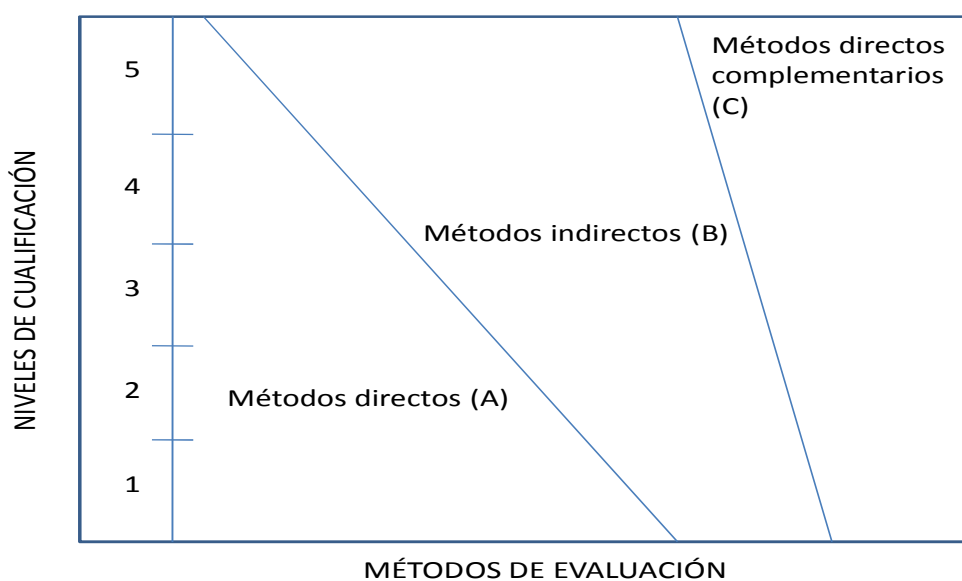 Métodos directos
complementarios
(C)
5
4
Métodos indirectos (B)
3
2
Métodos directos (A)
1
NIVELES DE CUALIFICACIÓN
MÉTODOS DE EVALUACIÓN